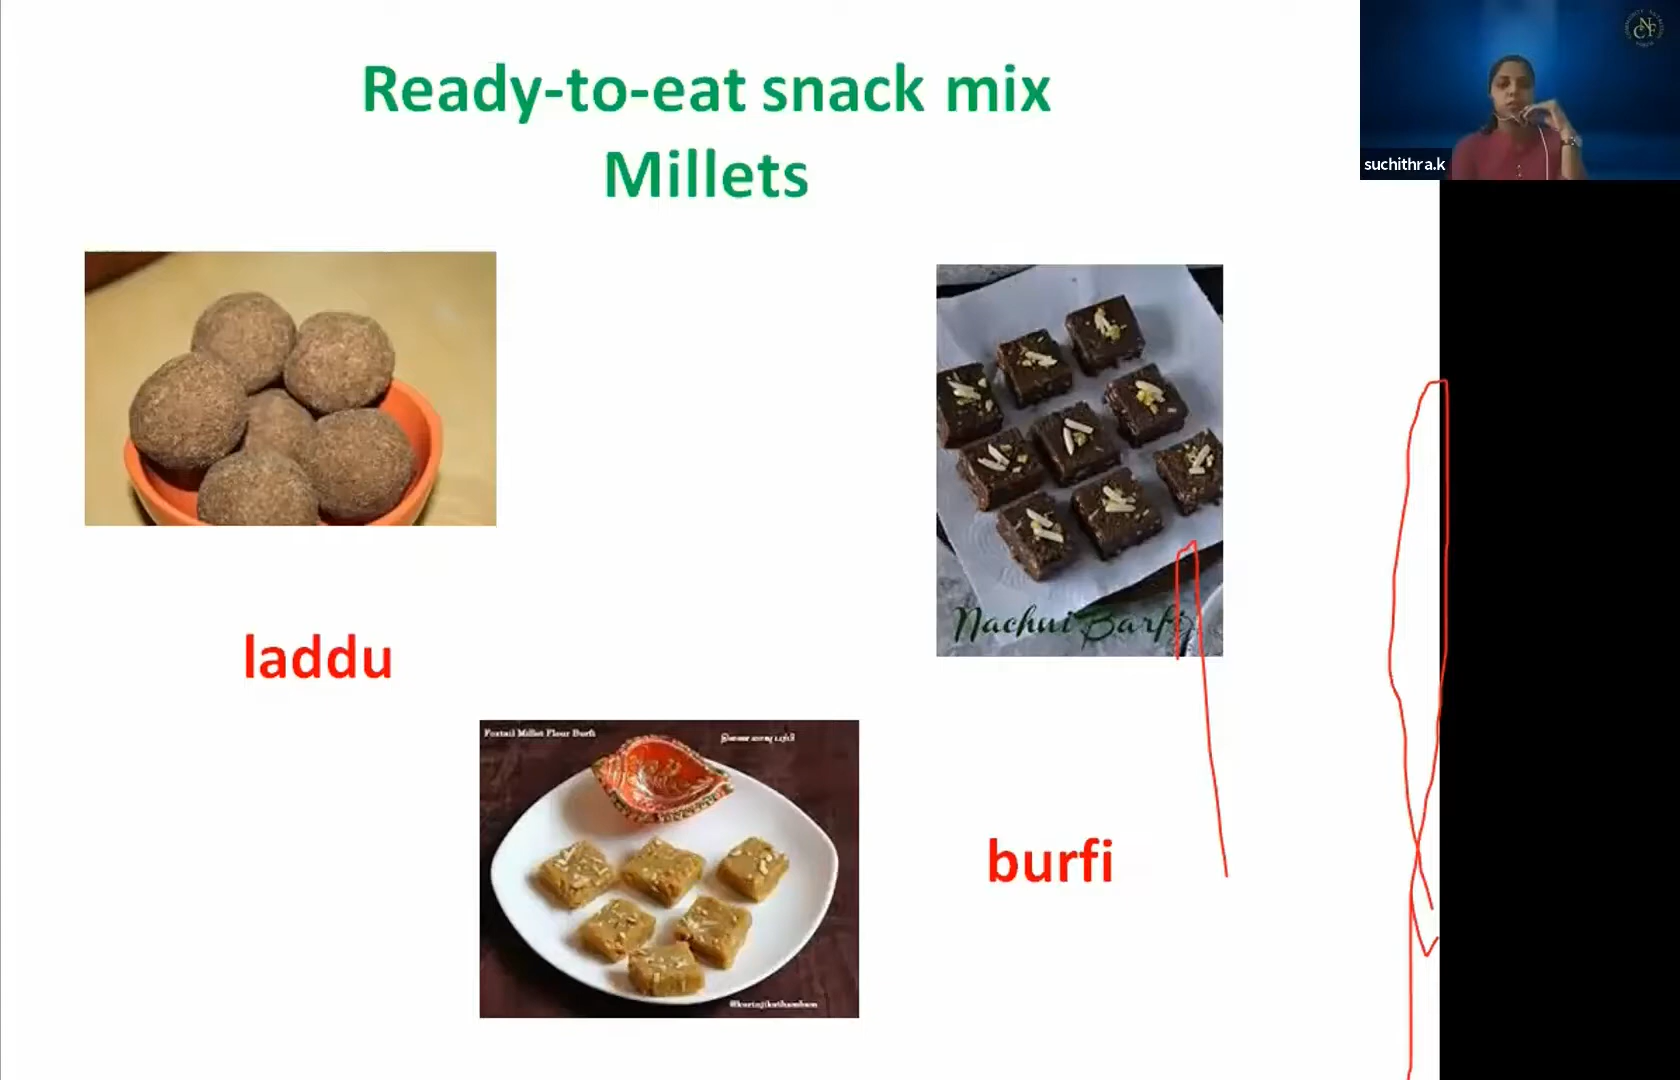 Ready-to-eat snack mix
Millets
suchithra.k
Nachni Barfi
laddu
Foxtail Millet Flour Burfi
burfi